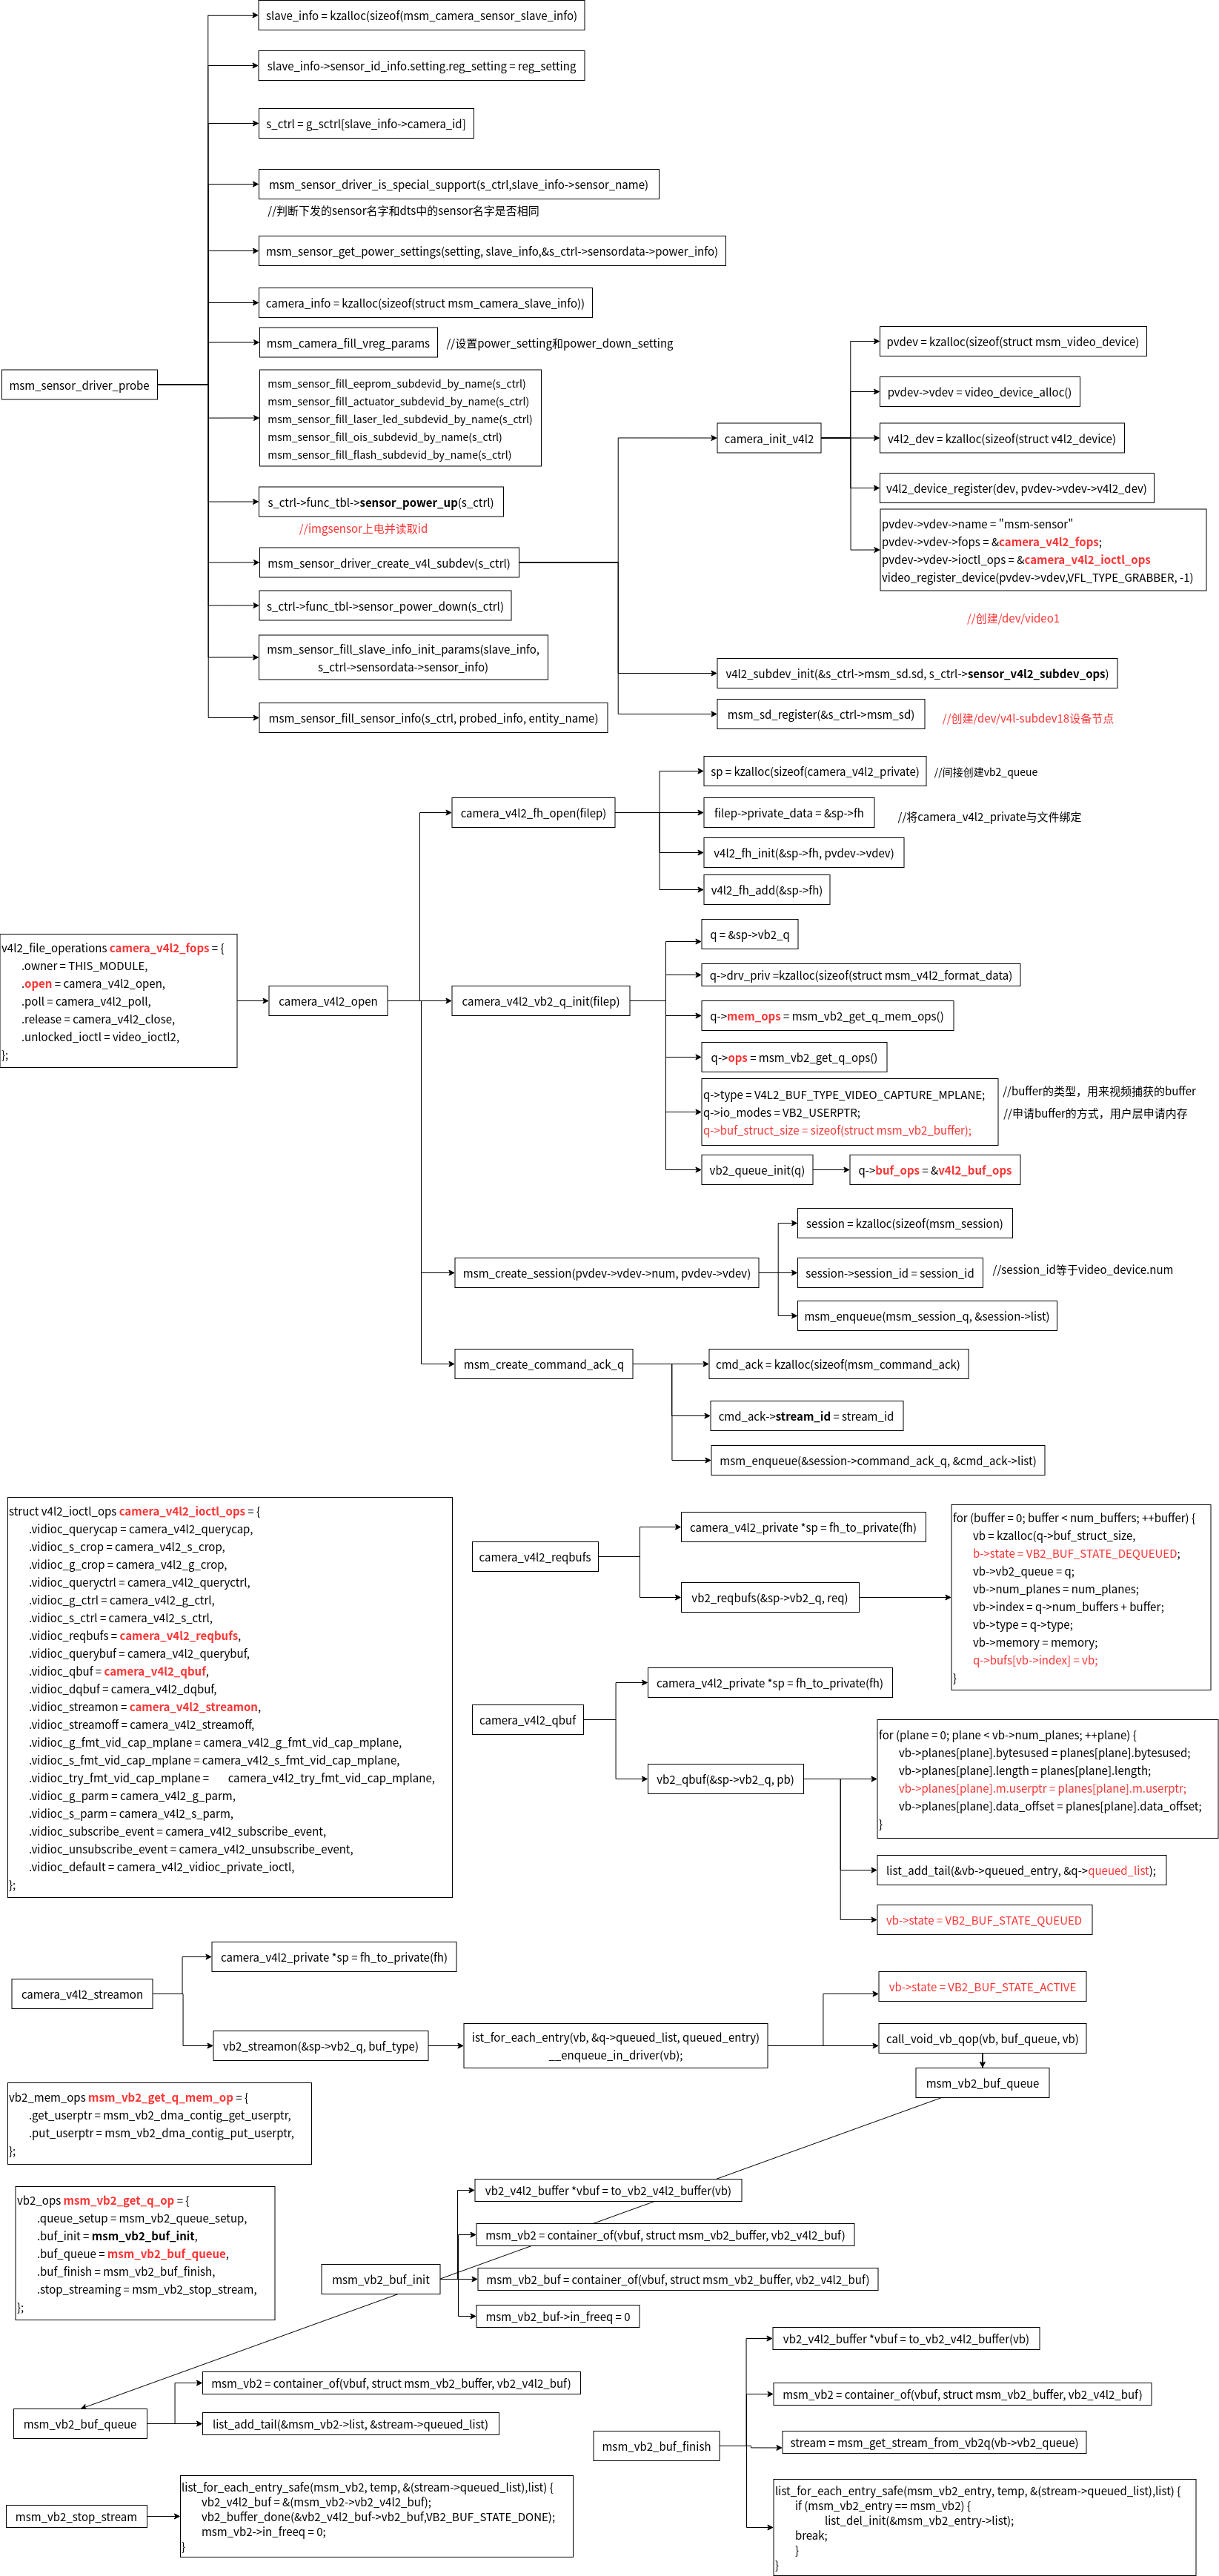 slave_info = kzalloc(sizeof(msm_camera_sensor_slave_info)
slave_info->sensor_id_info.setting.reg_setting = reg_setting
s_ctrl = g_sctrl[slave_info->camera_id]
msm_sensor_driver_is_special_support(s_ctrl,slave_info->sensor_name)
//判断下发的sensor名字和dts中的sensor名字是否相同
msm_sensor_get_power_settings(setting, slave_info,&s_ctrl->sensordata->power_info)
camera_info = kzalloc(sizeof(struct msm_camera_slave_info))
msm_camera_fill_vreg_params
//设置power_setting和power_down_setting
msm_sensor_driver_probe
msm_sensor_fill_eeprom_subdevid_by_name(s_ctrl)
msm_sensor_fill_actuator_subdevid_by_name(s_ctrl)
msm_sensor_fill_laser_led_subdevid_by_name(s_ctrl)
msm_sensor_fill_ois_subdevid_by_name(s_ctrl)
msm_sensor_fill_flash_subdevid_by_name(s_ctrl)
s_ctrl->func_tbl->sensor_power_up(s_ctrl)
//imgsensor上电并读取id
msm_sensor_driver_create_v4l_subdev(s_ctrl)
s_ctrl->func_tbl->sensor_power_down(s_ctrl)
msm_sensor_fill_slave_info_init_params(slave_info,
s_ctrl->sensordata->sensor_info)
msm_sensor_fill_sensor_info(s_ctrl, probed_info, entity_name)
camera_init_v4l2
pvdev = kzalloc(sizeof(struct msm_video_device)
pvdev->vdev = video_device_alloc()
v4l2_dev = kzalloc(sizeof(struct v4l2_device)
v4l2_device_register(dev, pvdev->vdev->v4l2_dev)
pvdev->vdev->name = "msm-sensor"
pvdev->vdev->fops = &camera_v4l2_fops;
pvdev->vdev->ioctl_ops = &camera_v4l2_ioctl_ops
video_register_device(pvdev->vdev,VFL_TYPE_GRABBER, -1)
//创建/dev/video1
v4l2_subdev_init(&s_ctrl->msm_sd.sd, s_ctrl->sensor_v4l2_subdev_ops)
msm_sd_register(&s_ctrl->msm_sd)
//创建/dev/v4l-subdev18设备节点
v4l2_file_operations camera_v4l2_fops = {
.owner = THIS_MODULE,
.open = camera_v4l2_open,
.poll = camera_v4l2_poll,
.release = camera_v4l2_close,
.unlocked_ioctl = video_ioctl2,
};
camera_v4l2_open
camera_v4l2_fh_open(filep)
sp = kzalloc(sizeof(camera_v4l2_private)
//间接创建vb2_queue
filep->private_data = &sp->fh
//将camera_v4l2_private与文件绑定
v4l2_fh_init(&sp->fh, pvdev->vdev)
v4l2_fh_add(&sp->fh)
camera_v4l2_vb2_q_init(filep)
q = &sp->vb2_q
q->drv_priv =kzalloc(sizeof(struct msm_v4l2_format_data)
q->mem_ops = msm_vb2_get_q_mem_ops()
q->ops = msm_vb2_get_q_ops()
q->type = V4L2_BUF_TYPE_VIDEO_CAPTURE_MPLANE;
q->io_modes = VB2_USERPTR;
q->buf_struct_size = sizeof(struct msm_vb2_buffer);
//buffer的类型，用来视频捕获的buffer
//申请buffer的方式，用户层申请内存
vb2_queue_init(q)
q->buf_ops = &v4l2_buf_ops
msm_create_session(pvdev->vdev->num, pvdev->vdev)
session = kzalloc(sizeof(msm_session)
session->session_id = session_id
//session_id等于video_device.num
msm_enqueue(msm_session_q, &session->list)
msm_create_command_ack_q
cmd_ack = kzalloc(sizeof(msm_command_ack)
cmd_ack->stream_id = stream_id
msm_enqueue(&session->command_ack_q, &cmd_ack->list)
struct v4l2_ioctl_ops camera_v4l2_ioctl_ops = {
.vidioc_querycap = camera_v4l2_querycap,
.vidioc_s_crop = camera_v4l2_s_crop,
.vidioc_g_crop = camera_v4l2_g_crop,
.vidioc_queryctrl = camera_v4l2_queryctrl,
.vidioc_g_ctrl = camera_v4l2_g_ctrl,
.vidioc_s_ctrl = camera_v4l2_s_ctrl,
.vidioc_reqbufs = camera_v4l2_reqbufs,
.vidioc_querybuf = camera_v4l2_querybuf,
.vidioc_qbuf = camera_v4l2_qbuf,
.vidioc_dqbuf = camera_v4l2_dqbuf,
.vidioc_streamon = camera_v4l2_streamon,
.vidioc_streamoff = camera_v4l2_streamoff,
.vidioc_g_fmt_vid_cap_mplane = camera_v4l2_g_fmt_vid_cap_mplane,
.vidioc_s_fmt_vid_cap_mplane = camera_v4l2_s_fmt_vid_cap_mplane,
.vidioc_try_fmt_vid_cap_mplane = camera_v4l2_try_fmt_vid_cap_mplane,
.vidioc_g_parm = camera_v4l2_g_parm,
.vidioc_s_parm = camera_v4l2_s_parm,
.vidioc_subscribe_event = camera_v4l2_subscribe_event,
.vidioc_unsubscribe_event = camera_v4l2_unsubscribe_event,
.vidioc_default = camera_v4l2_vidioc_private_ioctl,
};
camera_v4l2_reqbufs
camera_v4l2_private *sp = fh_to_private(fh)
vb2_reqbufs(&sp->vb2_q, req)
for (buffer = 0; buffer < num_buffers; ++buffer) {
vb = kzalloc(q->buf_struct_size,
b->state = VB2_BUF_STATE_DEQUEUED;
vb->vb2_queue = q;
vb->num_planes = num_planes;
vb->index = q->num_buffers + buffer;
vb->type = q->type;
vb->memory = memory;
q->bufs[vb->index] = vb;
}
camera_v4l2_qbuf
camera_v4l2_private *sp = fh_to_private(fh)
vb2_qbuf(&sp->vb2_q, pb)
for (plane = 0; plane < vb->num_planes; ++plane) {
vb->planes[plane].bytesused = planes[plane].bytesused;
vb->planes[plane].length = planes[plane].length;
vb->planes[plane].m.userptr = planes[plane].m.userptr;
vb->planes[plane].data_offset = planes[plane].data_offset;
}
list_add_tail(&vb->queued_entry, &q->queued_list);
vb->state = VB2_BUF_STATE_QUEUED
camera_v4l2_streamon
camera_v4l2_private *sp = fh_to_private(fh)
vb2_streamon(&sp->vb2_q, buf_type)
ist_for_each_entry(vb, &q->queued_list, queued_entry)
__enqueue_in_driver(vb);
vb->state = VB2_BUF_STATE_ACTIVE
call_void_vb_qop(vb, buf_queue, vb)
msm_vb2_buf_queue
vb2_mem_ops msm_vb2_get_q_mem_op = {
.get_userptr = msm_vb2_dma_contig_get_userptr,
.put_userptr = msm_vb2_dma_contig_put_userptr,
};
vb2_ops msm_vb2_get_q_op = {
.queue_setup = msm_vb2_queue_setup,
.buf_init = msm_vb2_buf_init,
.buf_queue = msm_vb2_buf_queue,
.buf_finish = msm_vb2_buf_finish,
.stop_streaming = msm_vb2_stop_stream,
};
msm_vb2_buf_init
vb2_v4l2_buffer *vbuf = to_vb2_v4l2_buffer(vb)
msm_vb2 = container_of(vbuf, struct msm_vb2_buffer, vb2_v4l2_buf)
msm_vb2_buf = container_of(vbuf, struct msm_vb2_buffer, vb2_v4l2_buf)
msm_vb2_buf->in_freeq = 0
msm_vb2_buf_queue
msm_vb2 = container_of(vbuf, struct msm_vb2_buffer, vb2_v4l2_buf)
list_add_tail(&msm_vb2->list, &stream->queued_list)
msm_vb2_buf_finish
vb2_v4l2_buffer *vbuf = to_vb2_v4l2_buffer(vb)
msm_vb2 = container_of(vbuf, struct msm_vb2_buffer, vb2_v4l2_buf)
stream = msm_get_stream_from_vb2q(vb->vb2_queue)
list_for_each_entry_safe(msm_vb2_entry, temp, &(stream->queued_list),list) {
if (msm_vb2_entry == msm_vb2) {
list_del_init(&msm_vb2_entry->list);
break;
}
}
msm_vb2_stop_stream
list_for_each_entry_safe(msm_vb2, temp, &(stream->queued_list),list) {
vb2_v4l2_buf = &(msm_vb2->vb2_v4l2_buf);
vb2_buffer_done(&vb2_v4l2_buf->vb2_buf,VB2_BUF_STATE_DONE);
msm_vb2->in_freeq = 0;
}